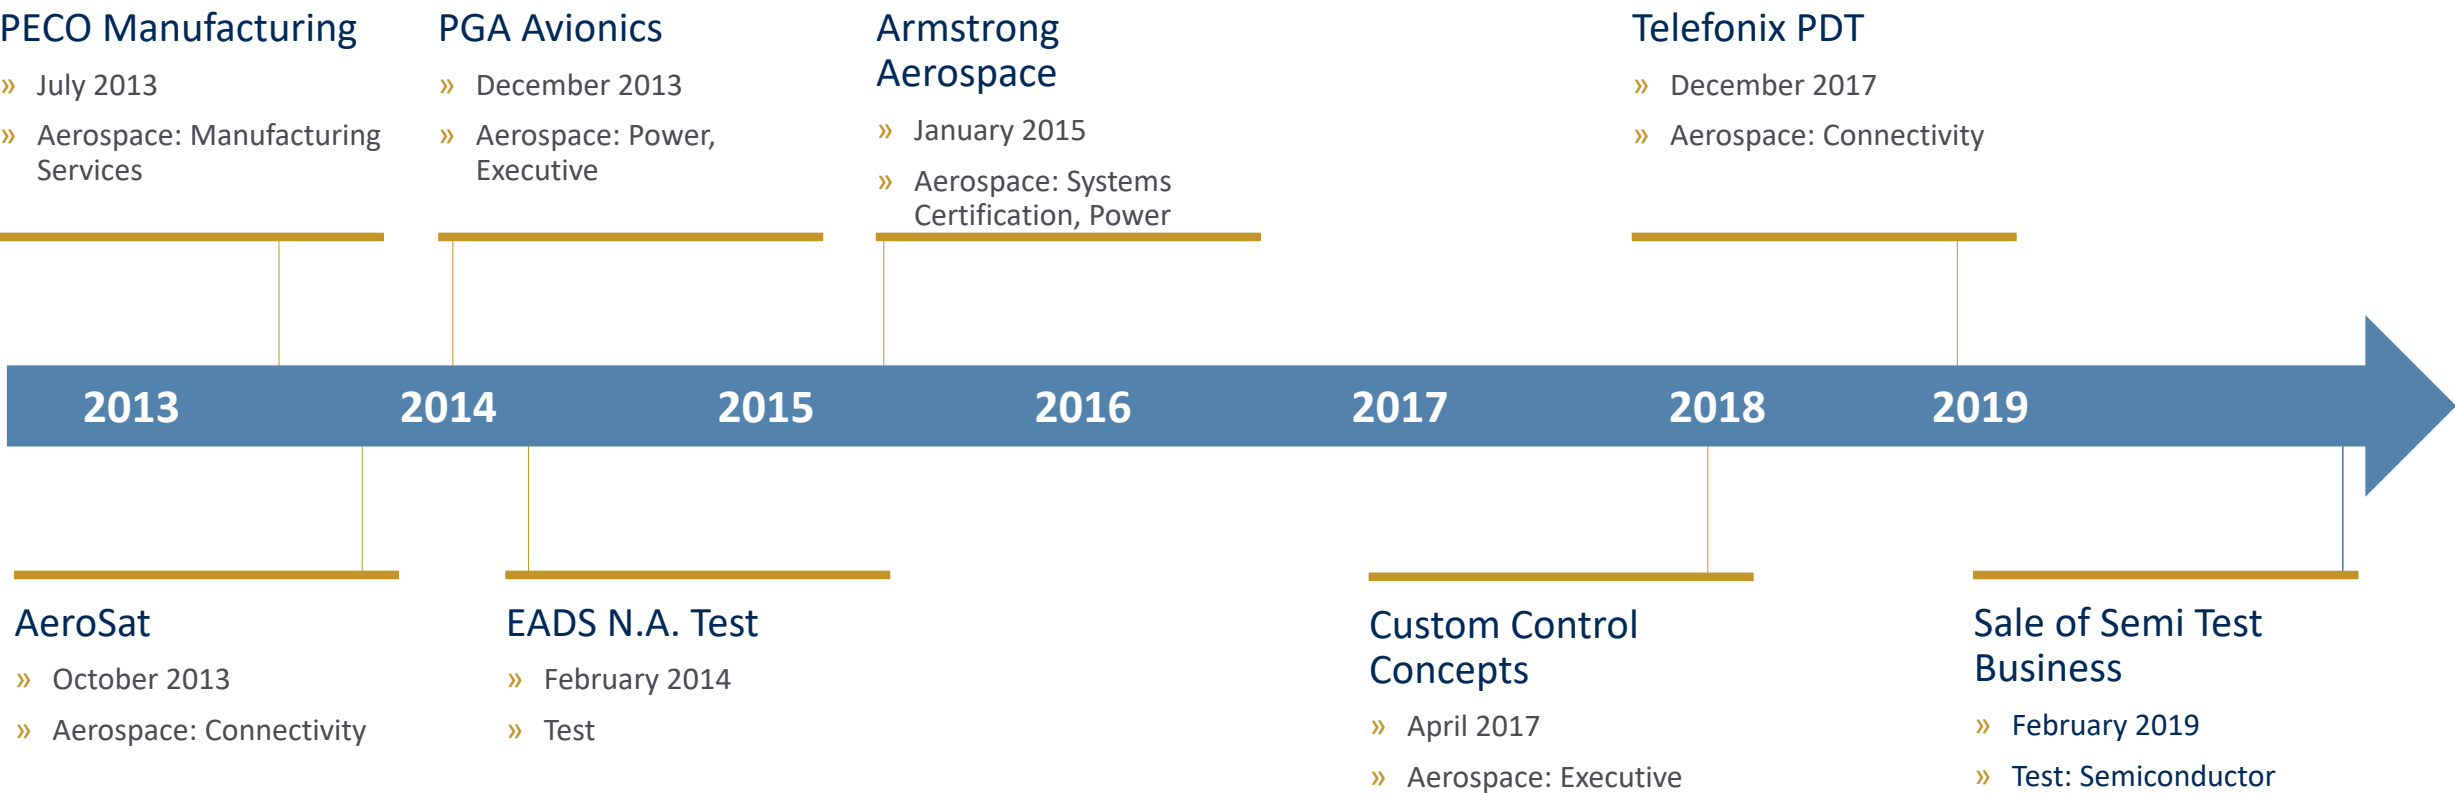 PECO Manufacturing
» July 2013
» Aerospace: Manufacturing
Services
PGA Avionics
» December 2013
» Aerospace: Power,
Executive
Armstrong
Aerospace
» January 2015
» Aerospace: Systems
Certification, Power
Telefonix PDT
» December 2017
» Aerospace: Connectivity
2013 2014 2015 2016 2017 2018 2019
AeroSat
» October 2013
» Aerospace: Connectivity
EADS N.A. Test
» February 2014
» Test
Custom Control
Concepts
» April 2017
» Aerospace: Executive
Sale of Semi Test
Business
» February 2019
» Test: Semiconductor